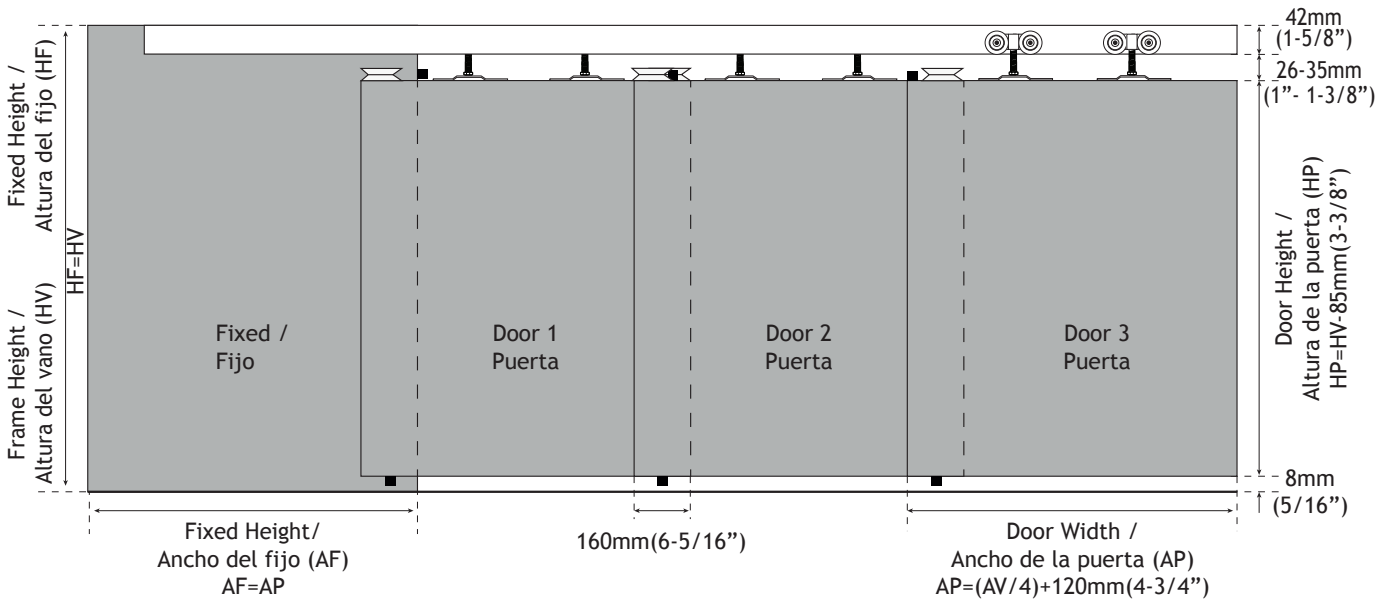 Fixed Height /
Altura del fijo (HF)
Frame Height /
Altura del vano (HV)
HF=HV
Fixed /
Fijo
Door 1
Puerta
Door 2
Puerta
Door 3
Puerta
42mm
(1-5/8”)
26-35mm
(1”- 1-3/8”)
Door Height /
Altura de la puerta (HP)
HP=HV-85mm(3-3/8”)
8mm
(5/16”)
Fixed Height/
Ancho del fijo (AF)
AF=AP
160mm(6-5/16”)
Door Width /
Ancho de la puerta (AP)
AP=(AV/4)+120mm(4-3/4”)